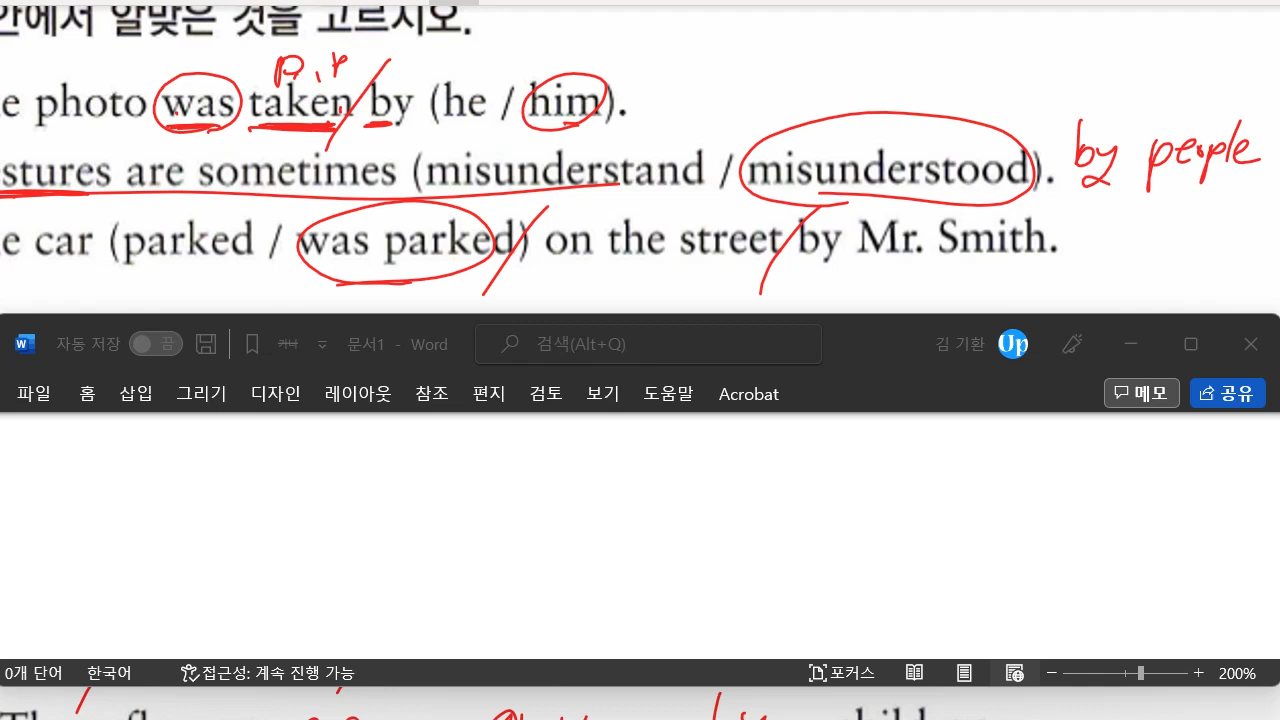 안에서 알맞은 것을 고르시오.
p.p
e photo was taken by (he / him).
stures are sometimes (misunderstand / misunderstood). by people
e car (parked / was parked) on the street by Mr. Smith.
자동 저장 끔 문서1 - Word 검색(Alt+Q) 김 기환 Up
파일 홈 삽입 그리기 디자인 레이아웃 참조 편지 검토 보기 도움말 Acrobat 메모 공유
0개 단어 한국어 접근성: 계속 진행 가능 포커스 200%